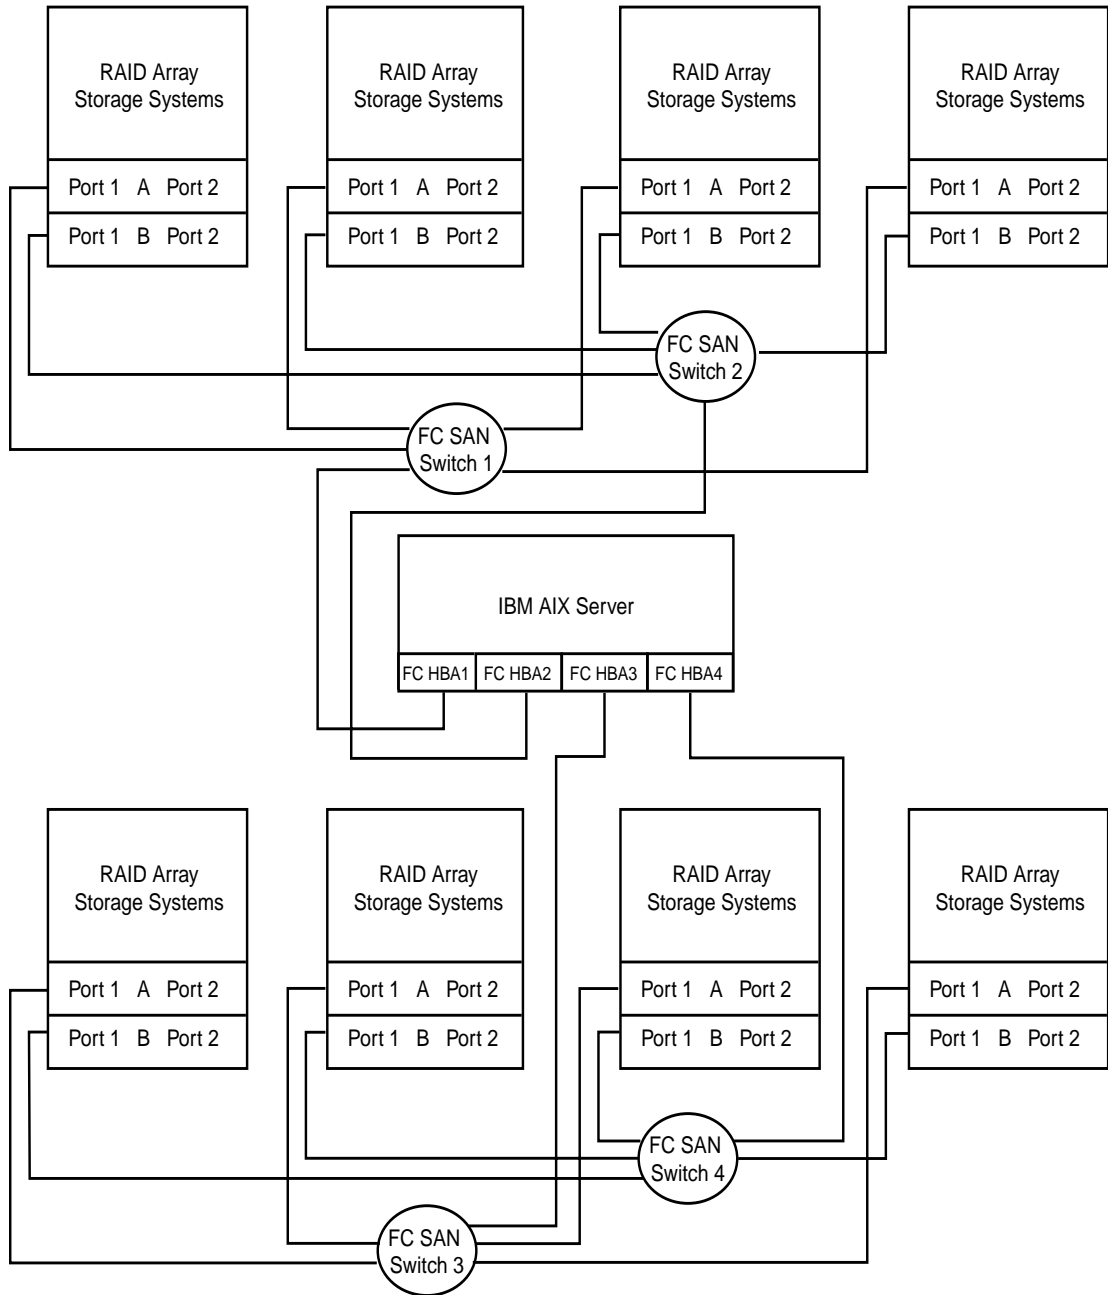 RAID Array
Storage Systems
RAID Array
Storage Systems
RAID Array
Storage Systems
RAID Array
Storage Systems
Port 1 A Port 2
Port 1 B Port 2
Port 1 A Port 2
Port 1 B Port 2
Port 1 A Port 2
Port 1 B Port 2
Port 1 A Port 2
Port 1 B Port 2
FC SAN
Switch 2
FC SAN
Switch 1
IBM AIX Server
FC HBA1
FC HBA2
FC HBA3
FC HBA4
RAID Array
Storage Systems
RAID Array
Storage Systems
RAID Array
Storage Systems
RAID Array
Storage Systems
Port 1 A Port 2
Port 1 B Port 2
Port 1 A Port 2
Port 1 B Port 2
Port 1 A Port 2
Port 1 B Port 2
Port 1 A Port 2
Port 1 B Port 2
FC SAN
Switch 4
FC SAN
Switch 3